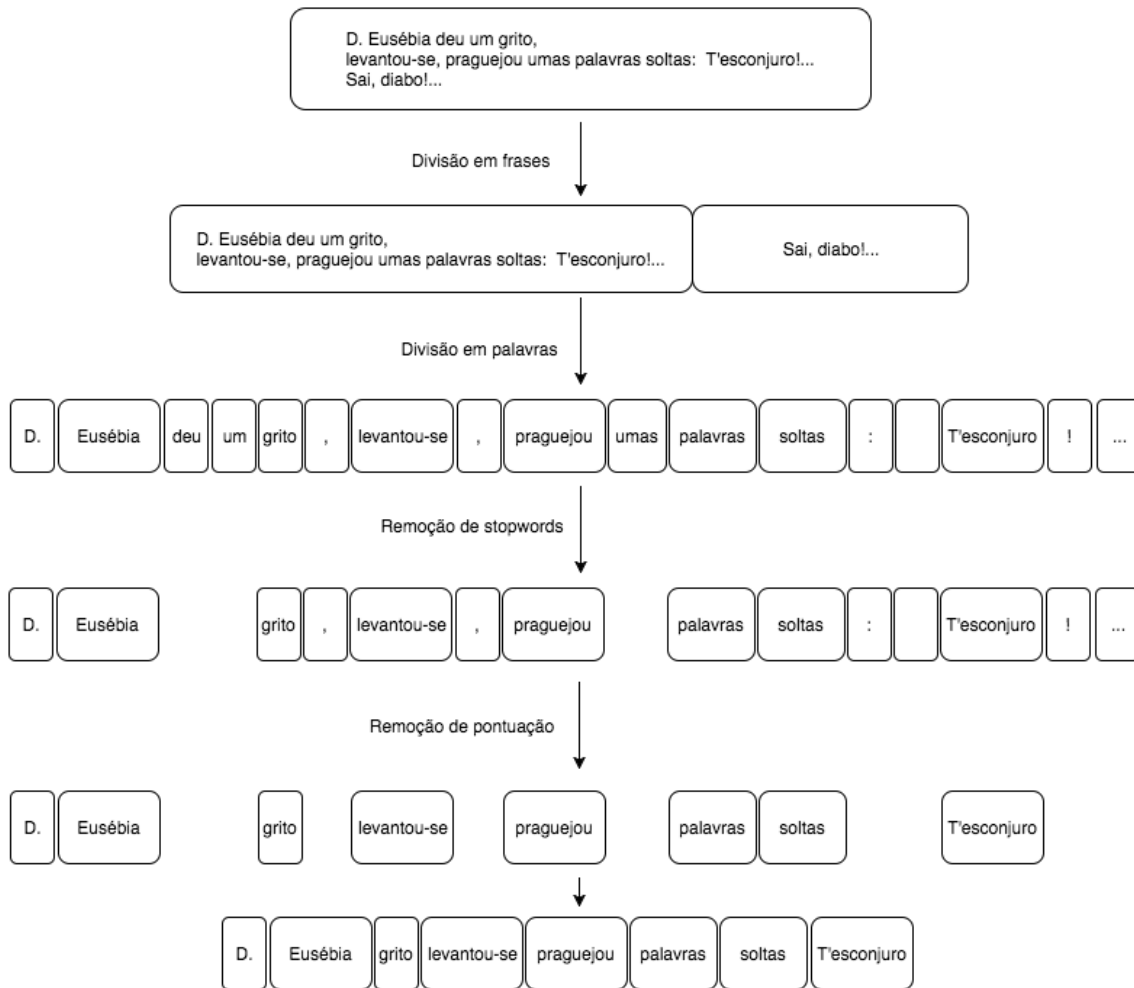 D. Eusébia deu um grito,
levantou-se, praguejou umas palavras soltas:  T'esconjuro!...
Sai, diabo!...
Divisão em frases
D. Eusébia deu um grito,
levantou-se, praguejou umas palavras soltas:  T'esconjuro!...
Sai, diabo!...
Divisão em palavras
D. Eusébia deu um grito , levantou-se , praguejou umas palavras soltas : T'esconjuro ! ...
Remoção de stopwords
D. Eusébia grito , levantou-se , praguejou palavras soltas : T'esconjuro ! ...
Remoção de pontuação
D. Eusébia grito levantou-se praguejou palavras soltas T'esconjuro
D. Eusébia grito levantou-se praguejou palavras soltas T'esconjuro